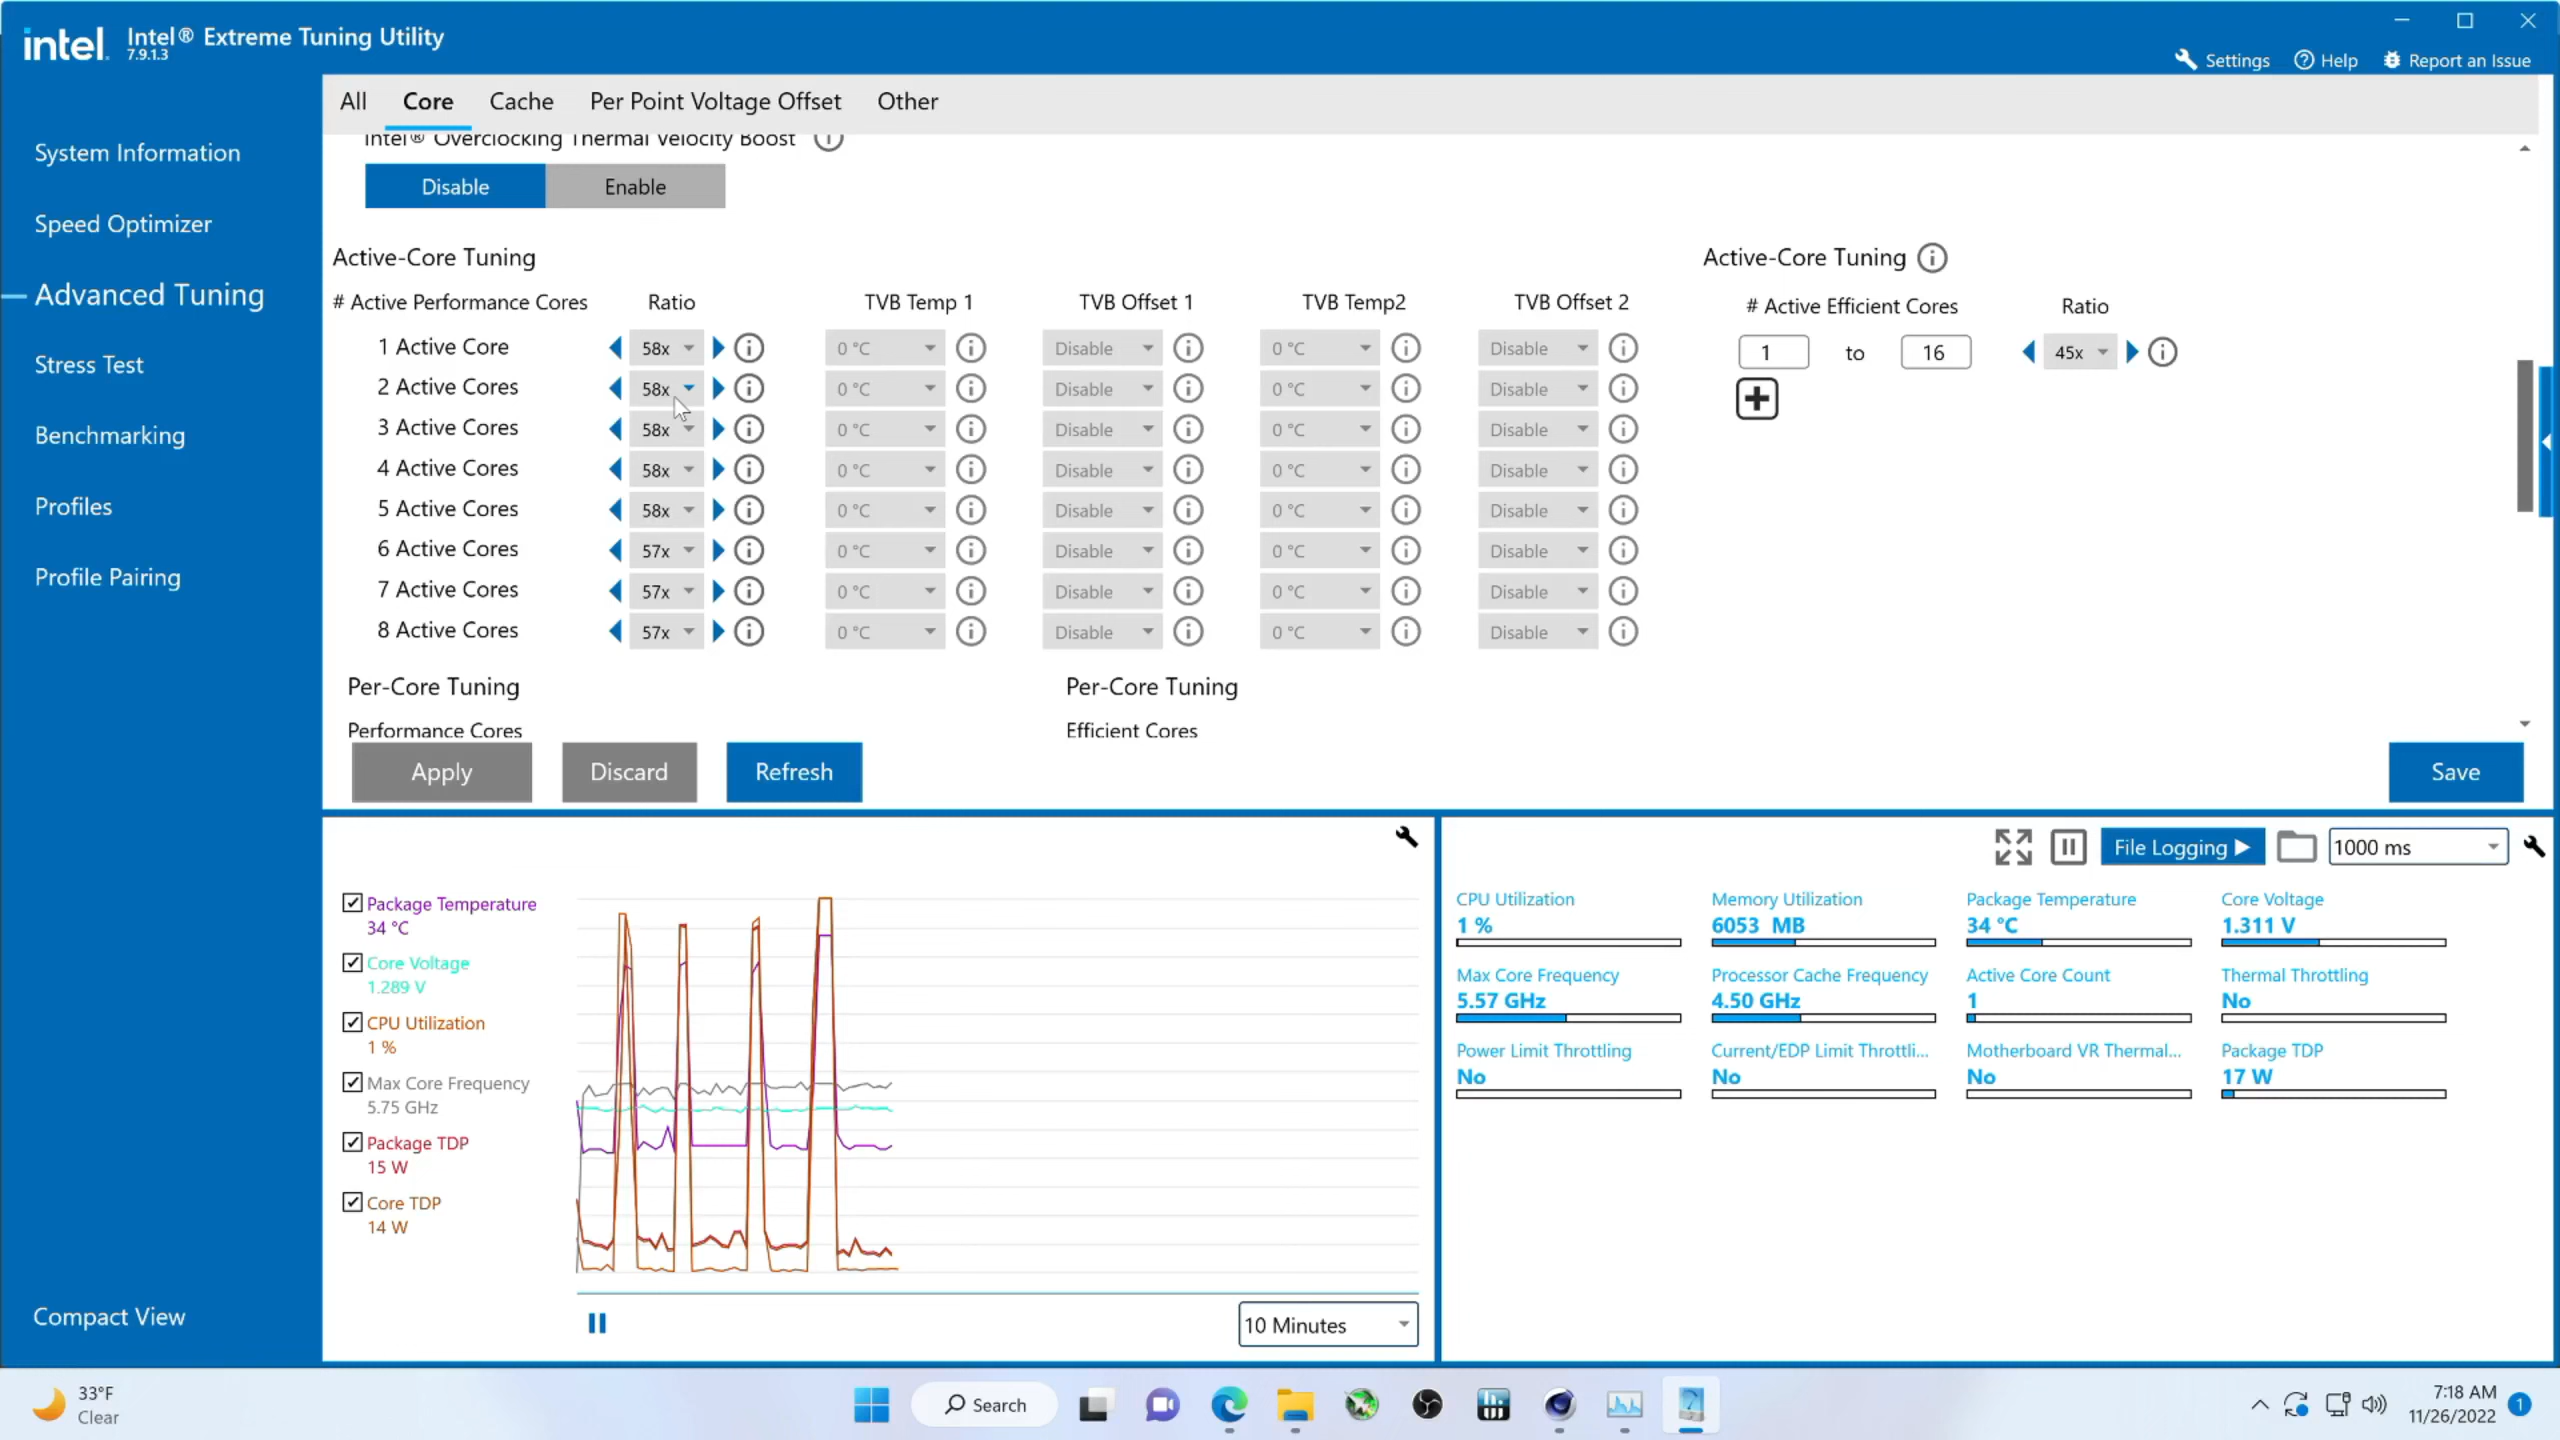 intel. Intel® Extreme Tuning Utility
7.9.1.3
Settings Help Report an Issue
All Core Cache Per Point Voltage Offset Other
System Information
Speed Optimizer
Advanced Tuning
Stress Test
Benchmarking
Profiles
Profile Pairing
Compact View
Intel® Overclocking Thermal Velocity Boost
Disable Enable
Active-Core Tuning
# Active Performance Cores Ratio TVB Temp 1 TVB Offset 1 TVB Temp2 TVB Offset 2
1 Active Core 58x 0 °C Disable 0 °C Disable
2 Active Cores 58x 0 °C Disable 0 °C Disable
3 Active Cores 58x 0 °C Disable 0 °C Disable
4 Active Cores 58x 0 °C Disable 0 °C Disable
5 Active Cores 58x 0 °C Disable 0 °C Disable
6 Active Cores 57x 0 °C Disable 0 °C Disable
7 Active Cores 57x 0 °C Disable 0 °C Disable
8 Active Cores 57x 0 °C Disable 0 °C Disable
Active-Core Tuning
# Active Efficient Cores Ratio
1 to 16 45x
Per-Core Tuning Per-Core Tuning
Performance Cores Efficient Cores
Apply Discard Refresh Save
Package Temperature
34 °C
Core Voltage
1.289 V
CPU Utilization
1 %
Max Core Frequency
5.75 GHz
Package TDP
15 W
Core TDP
14 W
10 Minutes
File Logging 1000 ms
CPU Utilization Memory Utilization Package Temperature Core Voltage
1 % 6053 MB 34 °C 1.311 V
Max Core Frequency Processor Cache Frequency Active Core Count Thermal Throttling
5.57 GHz 4.50 GHz 1 No
Power Limit Throttling Current/EDP Limit Throttli... Motherboard VR Thermal... Package TDP
No No No 17 W
33°F
Clear
Search
7:18 AM
11/26/2022
1